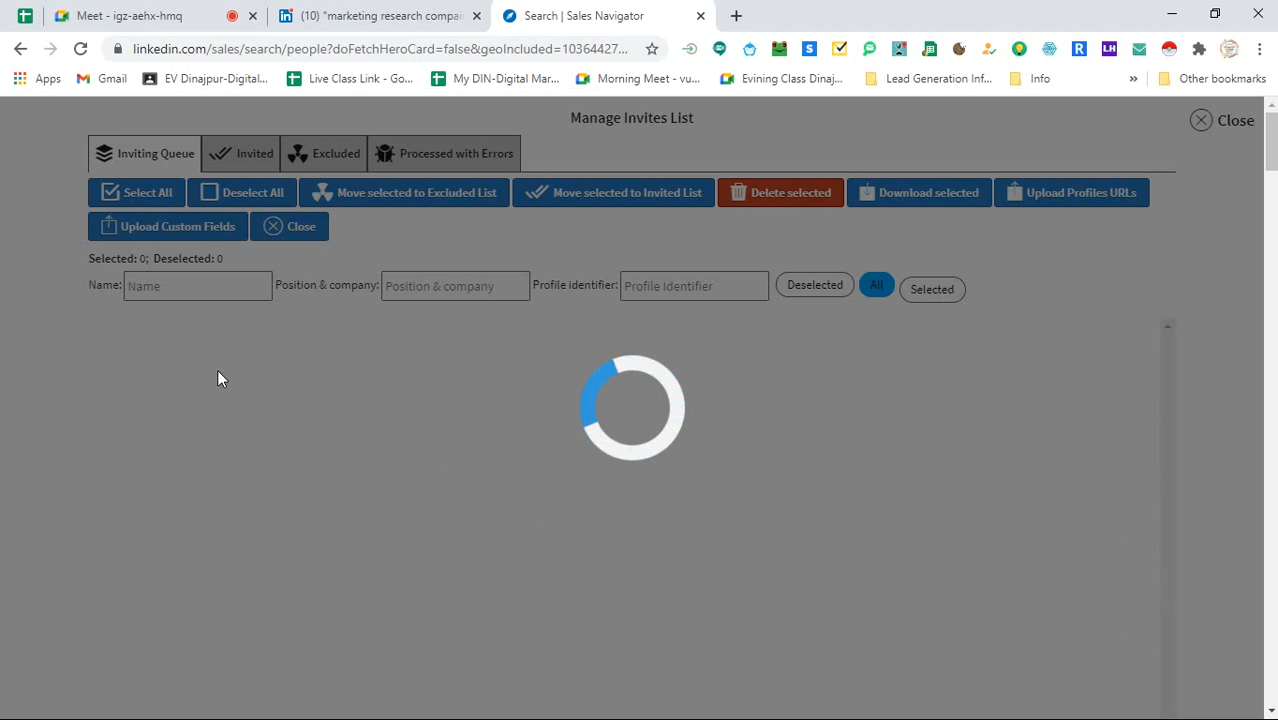 Meet - igz-aehx-hmq
(10) "marketing research compa
Search | Sales Navigator
linkedin.com/sales/search/people?doFetchHeroCard=false&geoIncluded=10364427...
Apps
Gmail
EV Dinajpur-Digital...
Live Class Link - Go...
My DIN-Digital Mar...
Morning Meet - vu...
Evining Class Dinaj...
Lead Generation Inf...
Info
»
Other bookmarks
Manage Invites List
Close
Inviting Queue
Invited
Excluded
Processed with Errors
Select All
Deselect All
Move selected to Excluded List
Move selected to Invited List
Delete selected
Download selected
Upload Profiles URLs
Upload Custom Fields
Close
Selected: 0; Deselected: 0
Name: Name Position & company: Position & company Profile identifier: Profile identifier Deselected All Selected